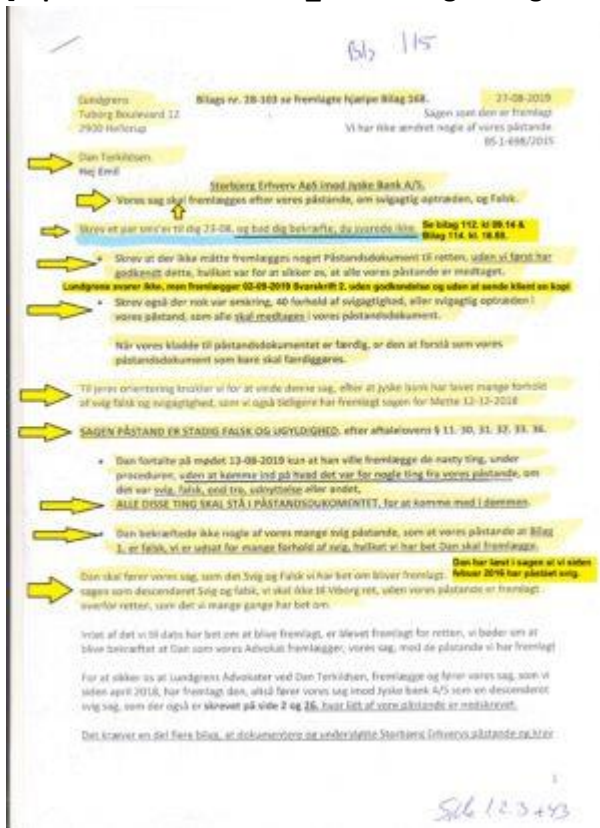 Bilag 115
Lundgrens
Tuborg Boulevard 12
2900 Hellerup
Bilags nr. 28-103 se fremlagte hjælpe Bilag 168.
27-08-2019
Sagen som den er fremlagt
Vi har ikke ændret nogle af vores påstande
BS 1-698/2015
Dan Terkildsen.
Hej Emil
Storbjerg Erhverv ApS imod Jyske Bank A/S.
Vores sag skal fremlægges efter vores påstande, om svigagtig optræden, og Falsk.
Skrev et par sms'er til dig 23-08. og bad dig bekræfte, du svarede ikke.
Se bilag 112. kl 09.14 &
Bilag 114. kl.
• Skrev at der ikke måtte fremlægges noget Påstandsdokument til retten, uden vi først har
godkendt dette, hvilket var for at sikker os, at alle vores påstande er medtaget.
Lundgrens svarer ikke, men fremlægger 02-09-2019 Svarskrift 2. uden godkendelse og uden at sende klient en kopi
• Skrev også der nok var omkring, 40 forhold af svigagtighed, eller svigagtig optræden i
vores påstand, som alle skal medtages i vores påstandsdokument.
Når vores kladde til påstandsdokumentet er færdig, er den at forstå som vores
påstandsdokument som bare skal færdiggøres.
Til jeres orientering knokler vi for at vinde denne sag, efter at jyske bank har lavet mange forhold
af svig falsk og svigagtighed, som vi også tidligere har fremlagt sagen for Mette 12-12-2018
SAGEN PÅSTAND ER STADIG FALSK OG UGYLDIGHED. efter aftalelovens § 11. 30. 31. 32. 33. 36.
• Dan fortalte på mødet 13-08-2019 kun at han ville fremlægge de nasty ting, under
proceduren, uden at komme ind på hvad det var for nogle ting fra vores påstande, om
det var svig, falsk, ond tro, udnyttelse eller andet,
ALLE DISSE TING SKAL STÅ I PÅSTANDSDUKOMENTET, for at komme med i dommen.
• Dan bekræftede ikke nogle af vores mange svig påstande, som at vores påstande at Bilag
1. er falsk, vi er udsat for mange forhold af svig, hvilket vi har bet Dan skal fremlægge.
Dan har læst i sagen at vi siden
februar 2016 har påstået svig.
Dan skal fører vores sag, som det Svig og Falsk vi har bet om bliver fremlagt.
sagen som descenderet Svig og falsk, vi skal ikke til Viborg ret, uden vores påstande er fremlagt
overfor retten, som det vi mange gange har bet om.
Intet af det vi til dato har bet om at blive fremlagt, er blevet fremlagt for retten, vi beder om at
blive bekræftet at Dan som vores Advokat fremlægger, vores sag, med de påstande vi har fremlagt
For at sikker os at Lundgrens Advokater ved Dan Terkildsen, fremlægge og fører vores sag, som vi
siden april 2018, har fremlagt den, altså fører vores sag imod Jyske bank A/S som en descenderet
svig sag, som der også er skrevet på side 2 og 26. hvor lidt af vore påstande er nedskrevet.
Det kræver en del flere bilag, at dokumentere og understøtte Storbjerg Erhvervs påstande og krav
1
Side 1 2 3 + 43